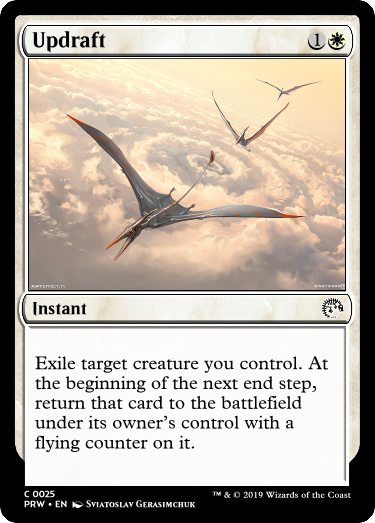 Updraft 1
ARTEFFECT.TV
Instant
Exile target creature you control. At
the beginning of the next end step,
return that card to the battlefield
under its owner's control with a
flying counter on it.
C 0025
PRW • EN Sviatoslav Gerasimchuk
™ & © 2019 Wizards of the Coast